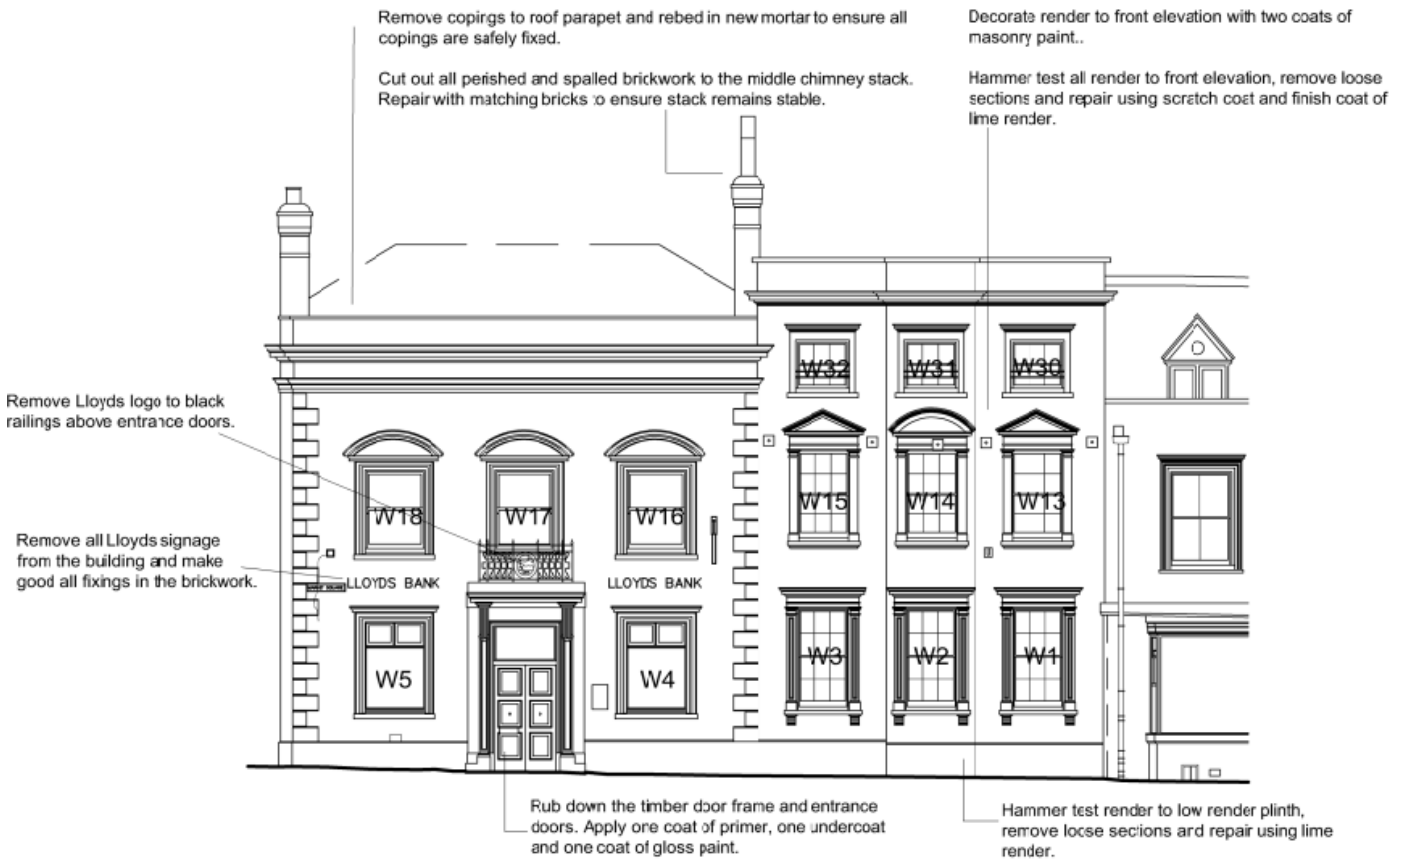 Remove copings to roof parapet and rebed in new mortar to ensure all
copings are safely fixed.
Cut out all perished and spalled brickwork to the middle chimney stack.
Repair with matching bricks to ensure stack remains stable.
Decorate render to front elevation with two coats of
masonry paint..
Hammer test all render to front elevation, remove loose
sections and repair using scratch coat and finish coat of
lime render.
W32
W31
W30
Remove Lloyds logo to black
railings above entrance doors.
W15
W14
W13
W18
W17
W16
Remove all Lloyds signage
from the building and make
good all fixings in the brickwork.
LLOYDS BANK
LLOYDS BANK
W3
W2
W1
W5
W4
Rub down the timber door frame and entrance
doors. Apply one coat of primer, one undercoat
and one coat of gloss paint.
Hammer test render to low render plinth,
remove loose sections and repair using lime
render.